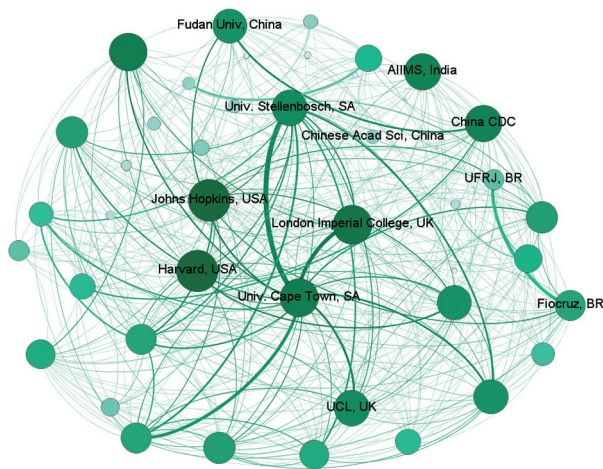 Fudan Univ, China
AIIMS, India
Univ. Stellenbosch, SA
China CDC
Chinese Acad Sci, China
UFRJ, BR
Johns Hopkins, USA
London Imperial College, UK
Harvard, USA
Univ. Cape Town, SA
Fiocruz, BR
UCL, UK